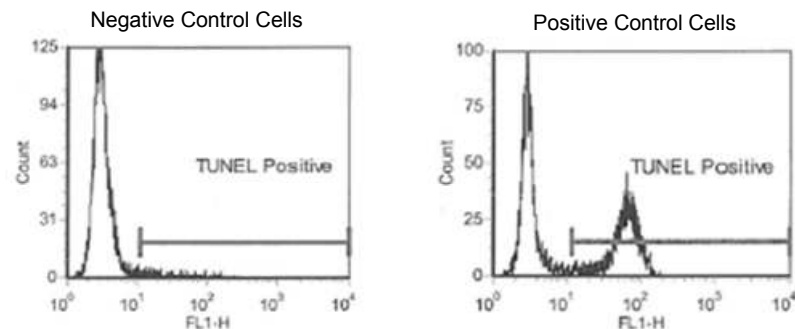 Negative Control Cells
125
94
63
31
0
Count
TUNEL Positive
10⁰ 10¹ 10² 10³ 10⁴
FL1-H
Positive Control Cells
100
75
50
25
0
Count
TUNEL Positive
10⁰ 10¹ 10² 10³ 10⁴
FL1-H